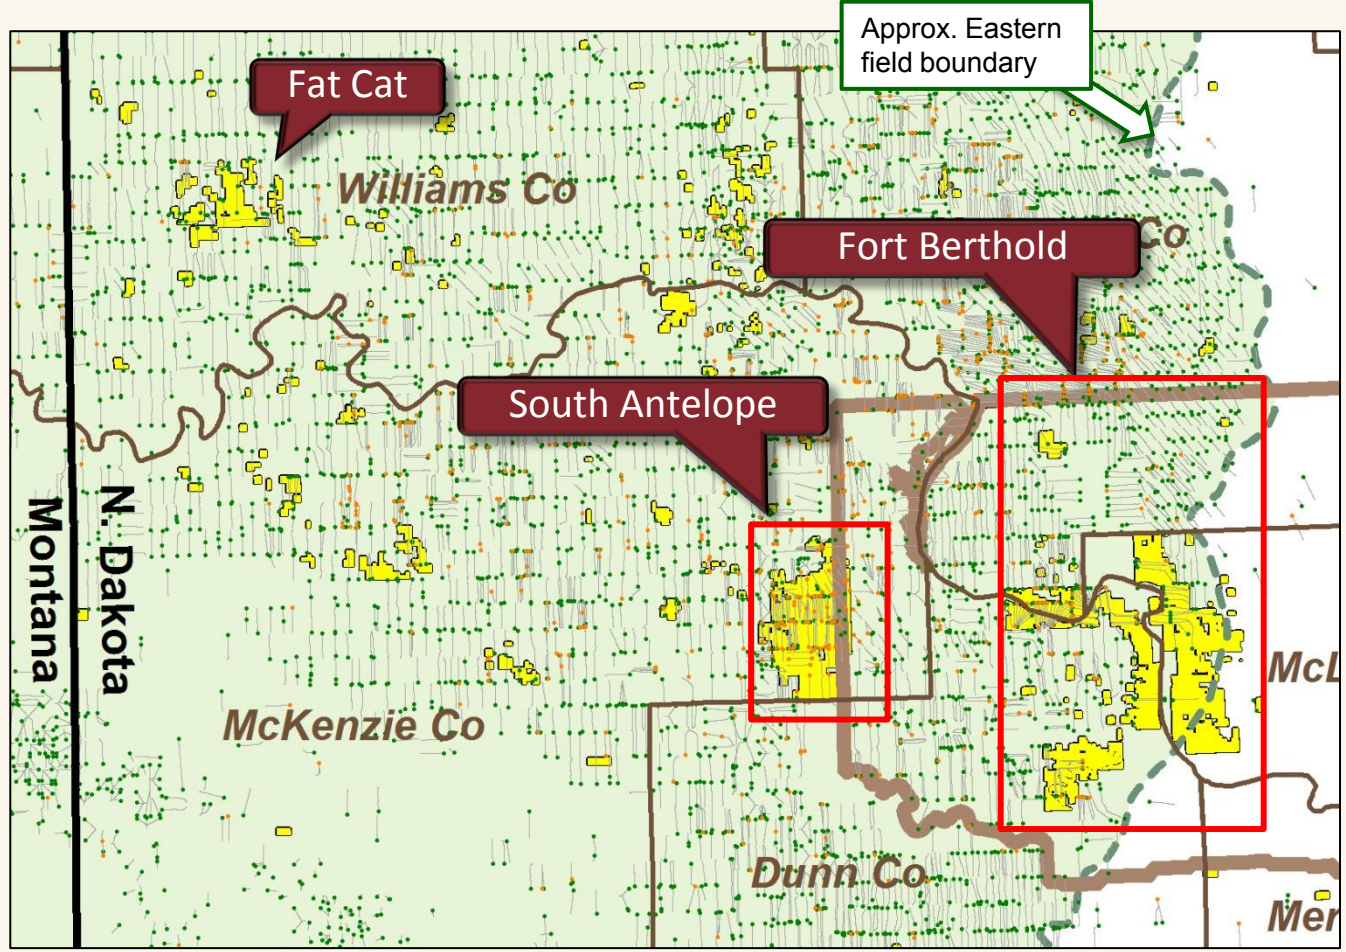 Approx. Eastern
field boundary
Fat Cat
Williams Co
Co
Fort Berthold
South Antelope
N. Dakota
Montana
McKenzie Co
McL
Dunn Co
Mer